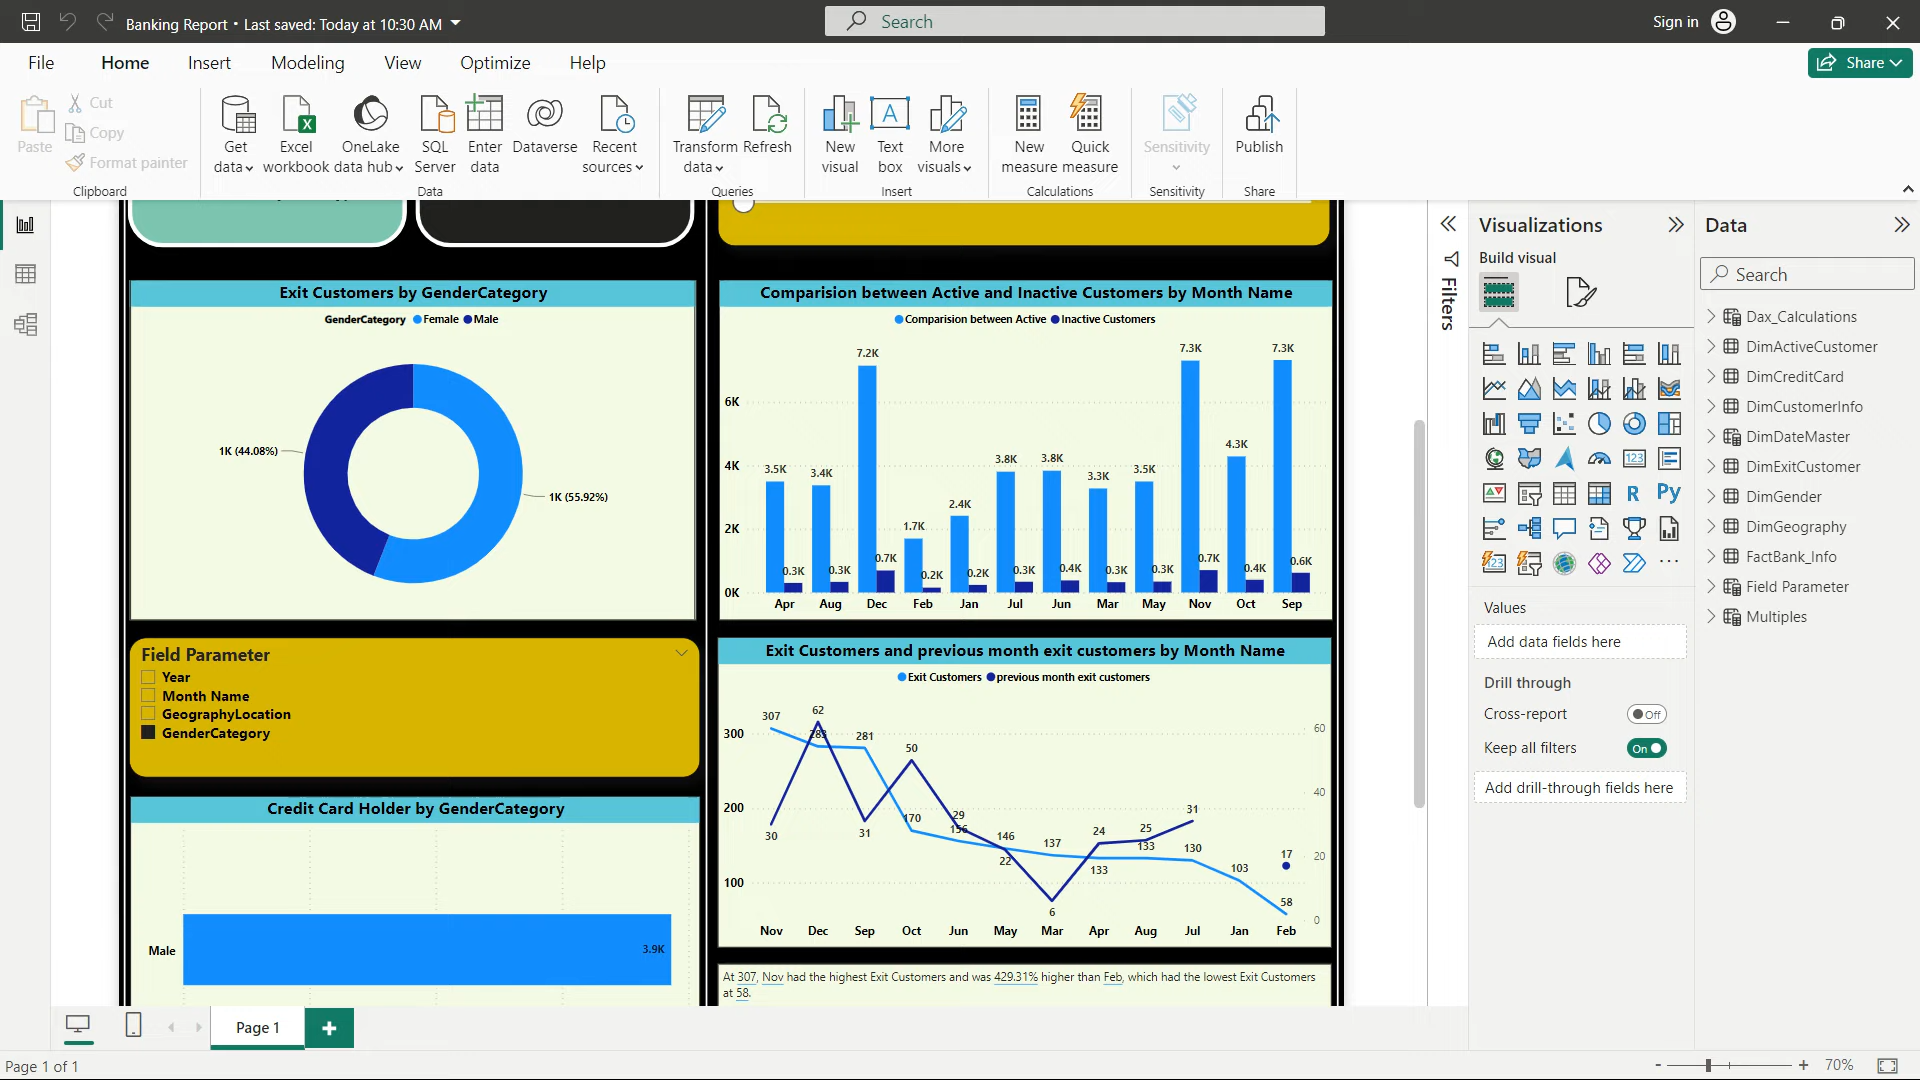 Banking Report • Last saved: Today at 10:30 AM
Search
Sign in
File
Home
Insert
Modeling
View
Optimize
Help
Share
Paste
Cut
Copy
Format painter
Clipboard
Get data
Excel workbook
OneLake data hub
SQL Server
Enter data
Dataverse
Recent sources
Data
Transform data
Refresh
Queries
New visual
Text box
More visuals
Insert
New measure
Quick measure
Calculations
Sensitivity
Sensitivity
Publish
Share
Exit Customers by GenderCategory
GenderCategory Female Male
1K (44.08%)
1K (55.92%)
Comparision between Active and Inactive Customers by Month Name
Comparision between Active Inactive Customers
6K
4K
2K
0K
3.5K
3.4K
7.2K
1.7K
2.4K
3.8K
3.8K
3.3K
3.5K
7.3K
4.3K
7.3K
0.3K
0.3K
0.7K
0.2K
0.2K
0.3K
0.4K
0.3K
0.3K
0.7K
0.4K
0.6K
Apr Aug Dec Feb Jan Jul Jun Mar May Nov Oct Sep
Field Parameter
Year
Month Name
GeographyLocation
GenderCategory
Credit Card Holder by GenderCategory
Male
3.9K
Exit Customers and previous month exit customers by Month Name
Exit Customers previous month exit customers
300
200
100
60
40
20
0
307
283
281
170
156
146
137
133
133
130
103
58
30
62
31
50
29
22
6
24
25
31
17
Nov Dec Sep Oct Jun May Mar Apr Aug Jul Jan Feb
At 307, Nov had the highest Exit Customers and was 429.31% higher than Feb, which had the lowest Exit Customers
at 58.
Filters
Visualizations
Build visual
123
R
Py
123
Values
Add data fields here
Drill through
Cross-report
Off
Keep all filters
On
Add drill-through fields here
Data
Search
Dax_Calculations
DimActiveCustomer
DimCreditCard
DimCustomerInfo
DimDateMaster
DimExitCustomer
DimGender
DimGeography
FactBank_Info
Field Parameter
Multiples
Page 1
Page 1 of 1
- + 70%